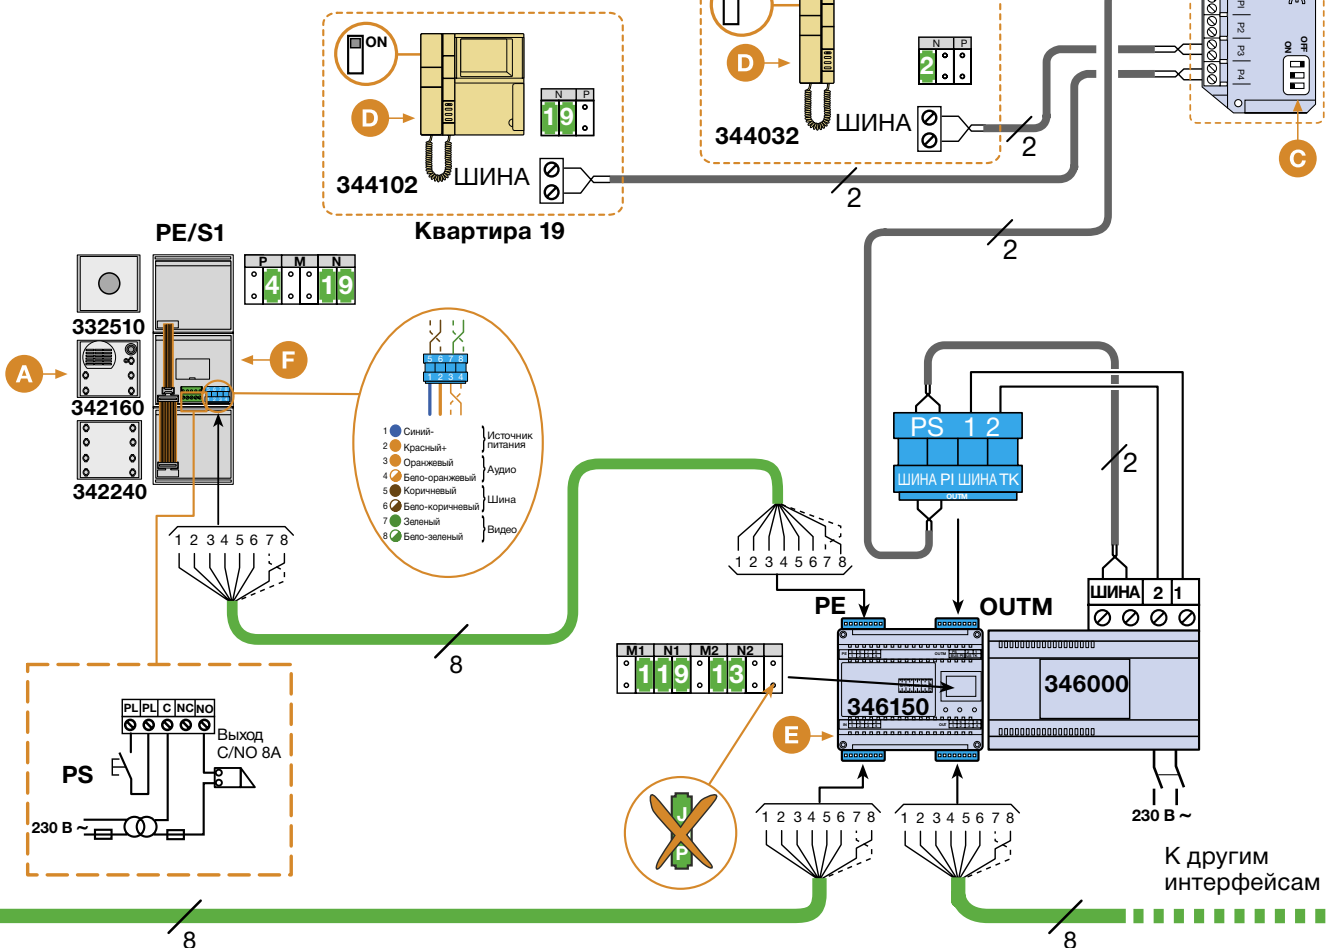 ON
D
N P
19
344102
ШИНА
Квартира 19
D
344032
N P
2
ШИНА
2
2
2
P1
P2
P3
P4
ON
OFF
C
PE/S1
332510
A
342160
342240
P M N
4 19
F
5 6 7 8
1 2 3 4
1 Синий-
2 Красный+
Источник
питания
3 Оранжевый
4 Бело-оранжевый
Аудио
5 Коричневый
6 Бело-коричневый
Шина
7 Зеленый
8 Бело-зеленый
Видео
1 2 3 4 5 6 7 8
8
PL PL C NC NO
Выход
C/NO 8A
PS
230 В ~
8
1 2 3 4 5 6 7 8
PS 1 2
ШИНА PI ШИНА TK
OUTM
2
PE
OUTM
ШИНА 2 1
M1 N1 M2 N2
1 19 13
346150
346000
E
J
P
1 2 3 4 5 6 7 8
1 2 3 4 5 6 7 8
230 В ~
К другим
интерфейсам
8